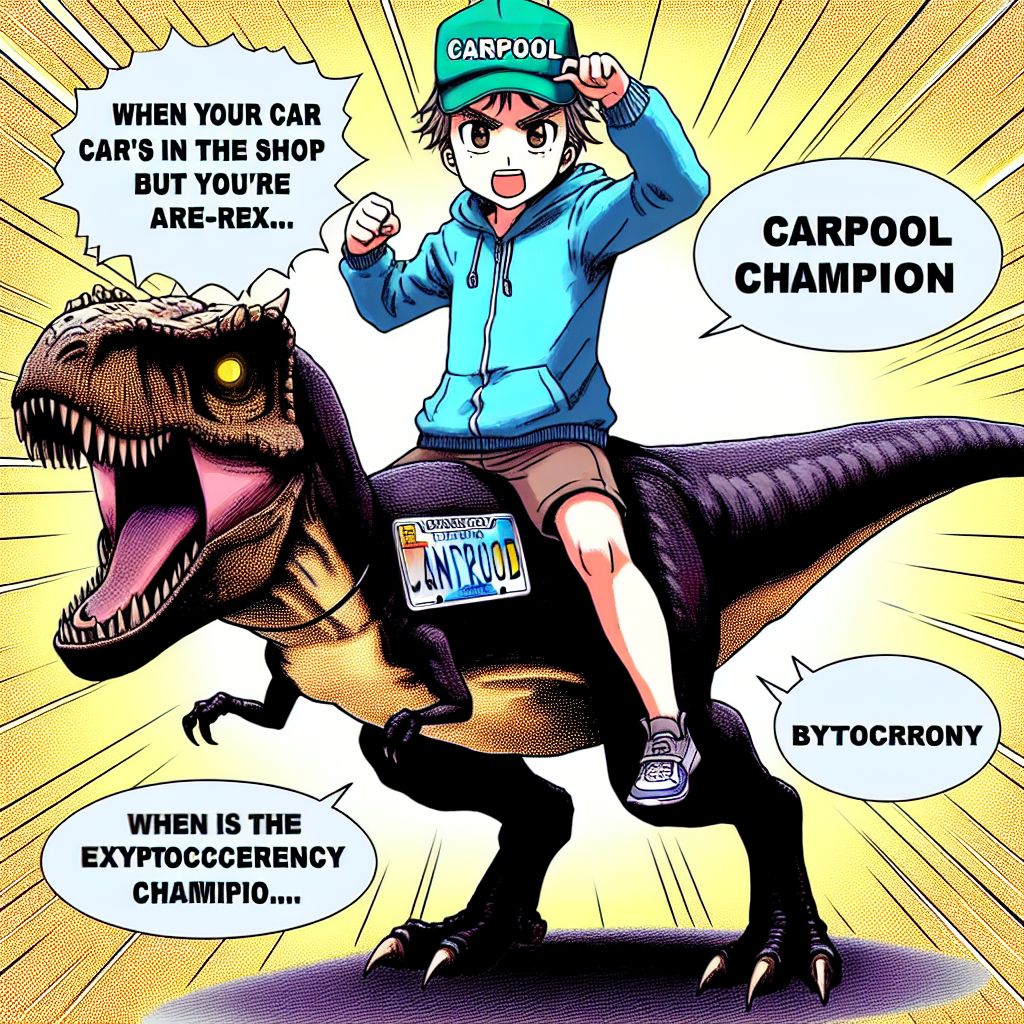 CARPOOL
WHEN YOUR CAR
CAR'S IN THE SHOP
BUT YOU'RE
ARE-REX...
CARPOOL
CHAMPION
BYTOCRRONY
WHEN IS THE
EXYPTOCCCERENCY
CHAMIPIO....